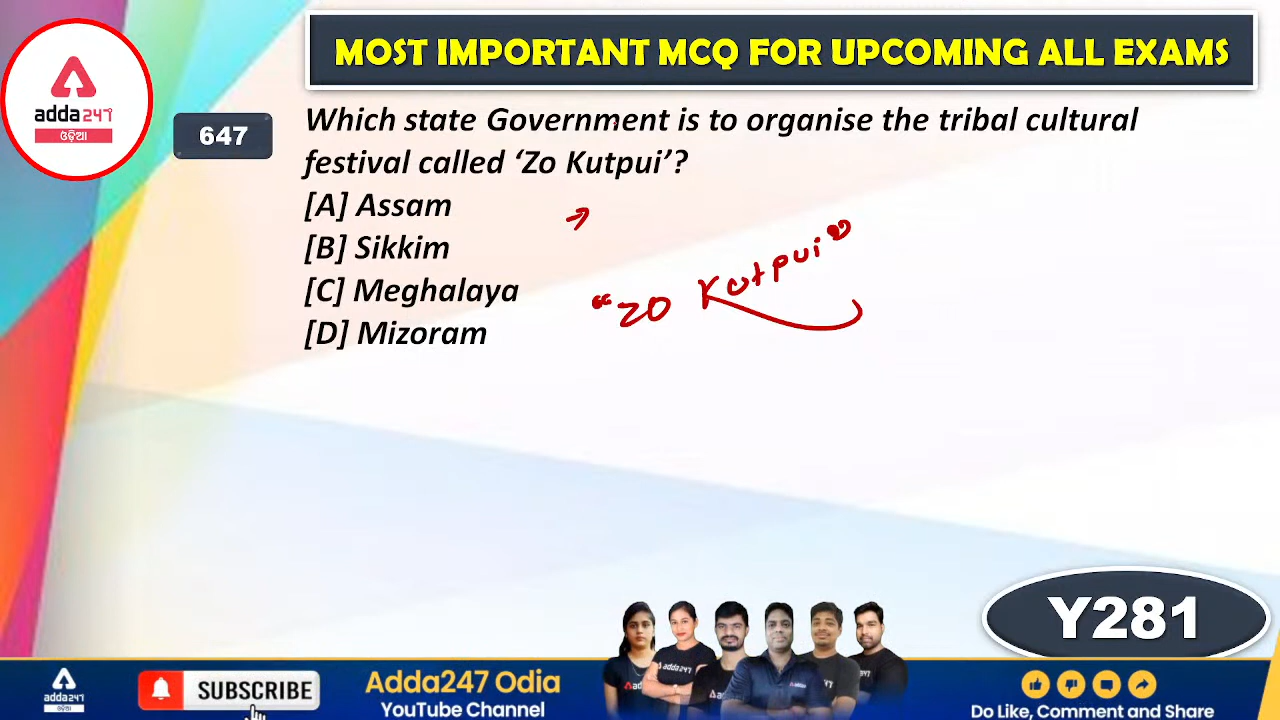 MOST IMPORTANT MCQ FOR UPCOMING ALL EXAMS
adda247
ଓଡ଼ିଆ
647
Which state Government is to organise the tribal cultural
festival called ‘Zo Kutpui’?
[A] Assam
[B] Sikkim
[C] Meghalaya
[D] Mizoram
“ZO Kutpui”
Y281
adda247
ଓଡ଼ିଆ
SUBSCRIBE
Adda247 Odia
YouTube Channel
adda247
Do Like, Comment and Share